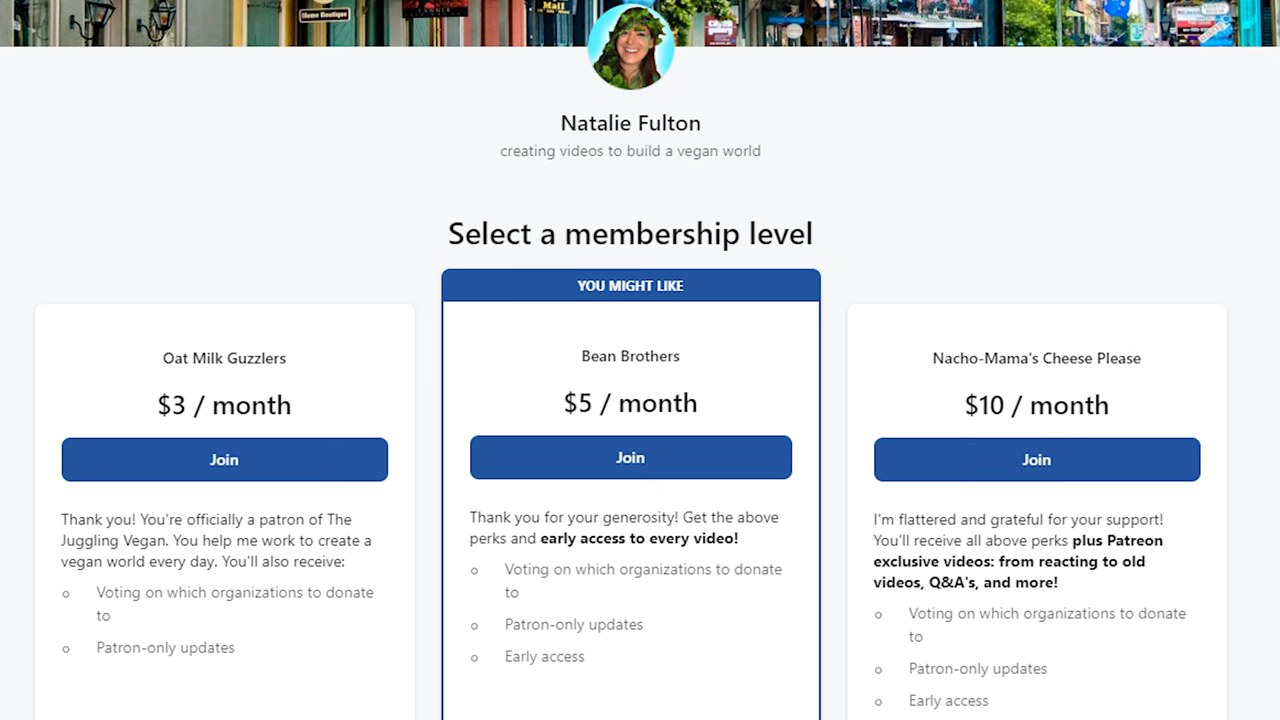 Home Boutique
Mall
Natalie Fulton
creating videos to build a vegan world
Select a membership level
YOU MIGHT LIKE
Oat Milk Guzzlers
$3 / month
Join
Thank you! You're officially a patron of The
Juggling Vegan. You help me work to create a
vegan world every day. You'll also receive:
Voting on which organizations to donate
to
Patron-only updates
Bean Brothers
$5 / month
Join
Thank you for your generosity! Get the above
perks and early access to every video!
Voting on which organizations to donate
to
Patron-only updates
Early access
Nacho-Mama's Cheese Please
$10 / month
Join
I'm flattered and grateful for your support!
You'll receive all above perks plus Patreon
exclusive videos: from reacting to old
videos, Q&A's, and more!
Voting on which organizations to donate
to
Patron-only updates
Early access